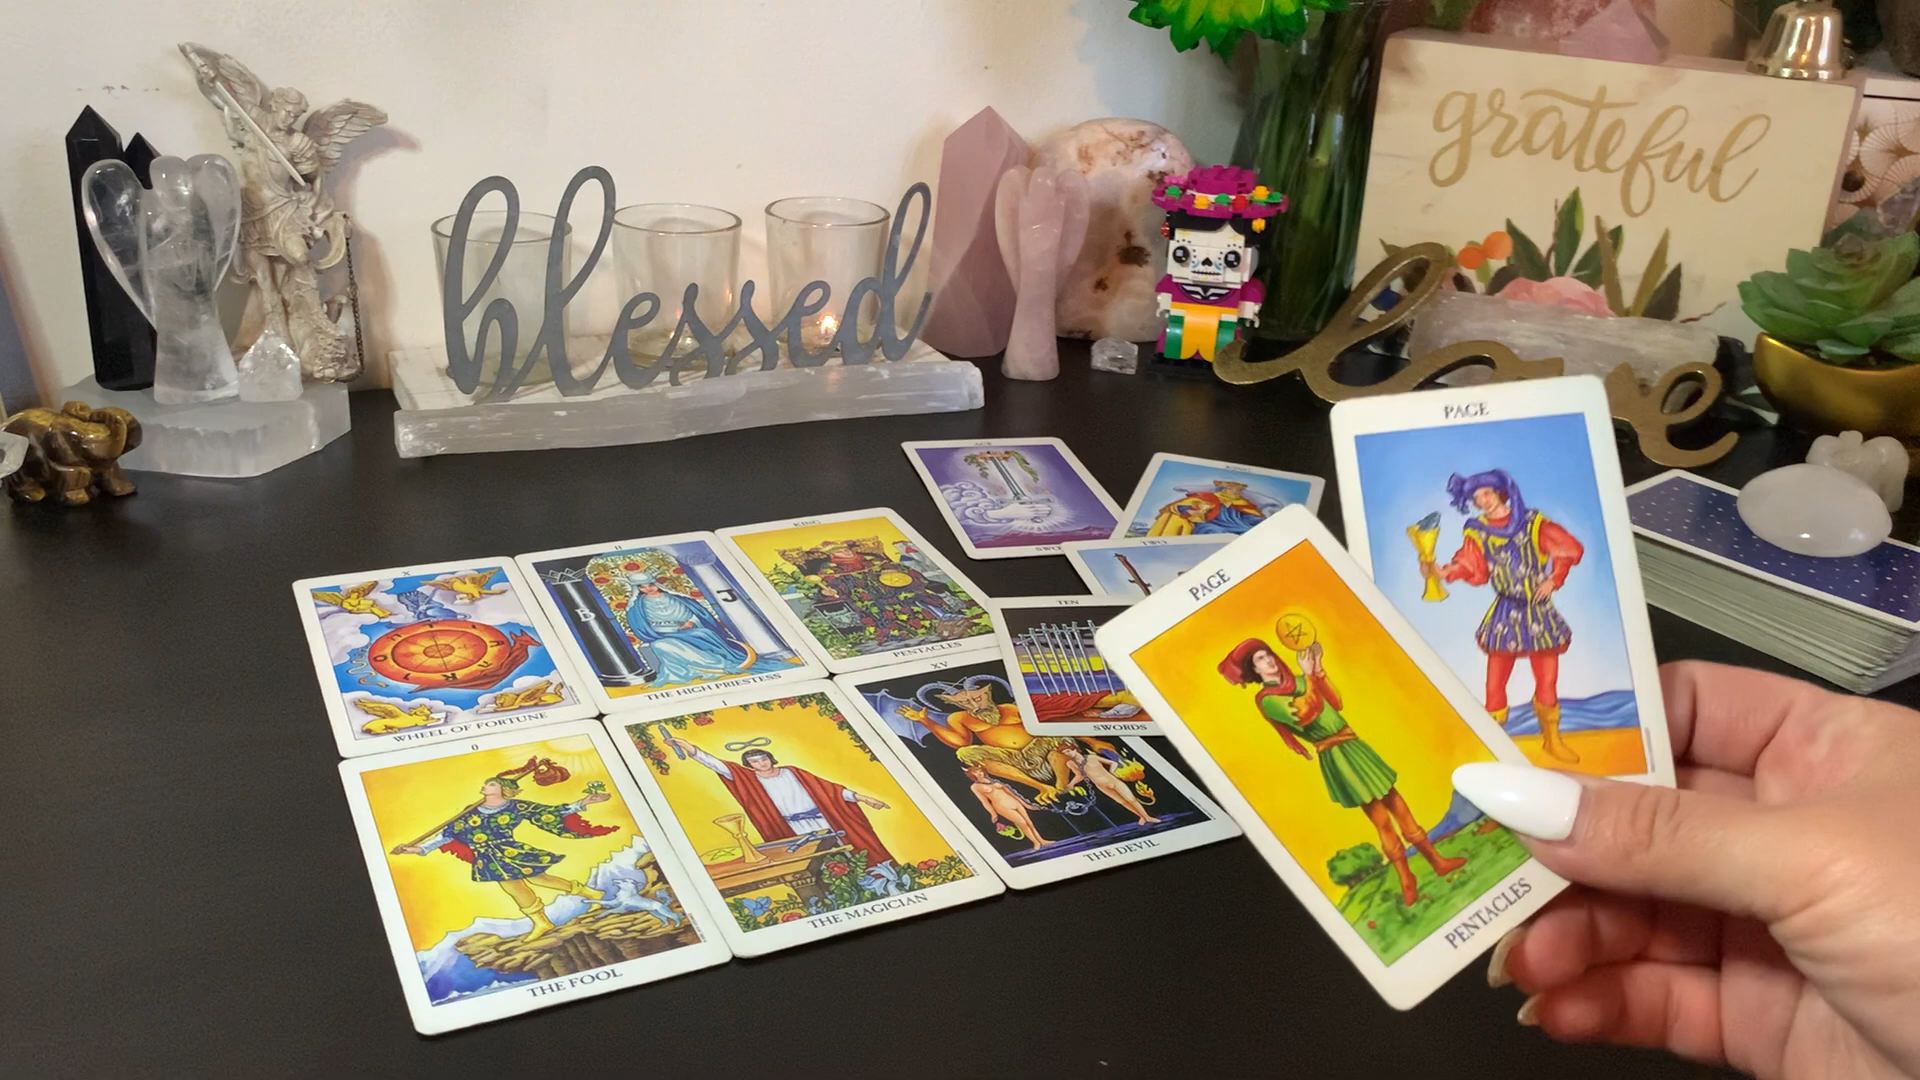 blessed
grateful
love
ACE
TWO
TEN
SWORDS
X
WHEEL OF FORTUNE
II
B
J
THE HIGH PRIESTESS
KING
PENTACLES
0
THE FOOL
I
THE MAGICIAN
XV
THE DEVIL
PAGE
PENTACLES
PAGE